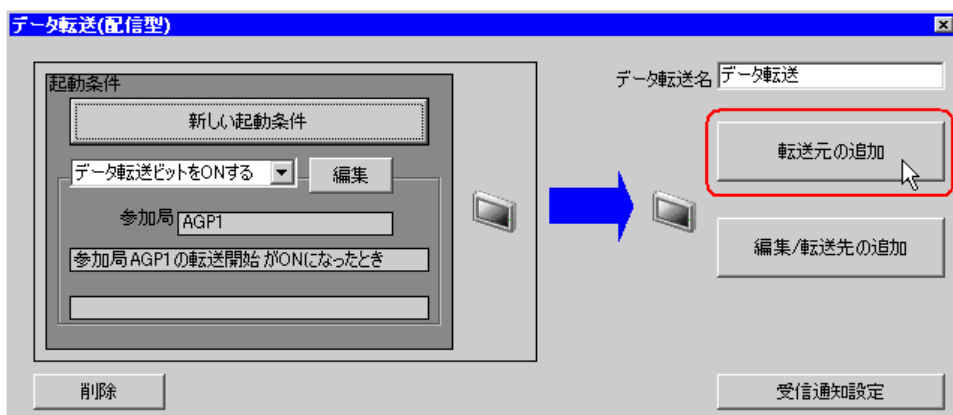 データ転送(配信型)
起動条件
新しい起動条件
データ転送ビットをONする
編集
参加局 AGP1
参加局AGP1の転送開始がONになったとき
データ転送名 データ転送
転送元の追加
編集/転送先の追加
削除
受信通知設定